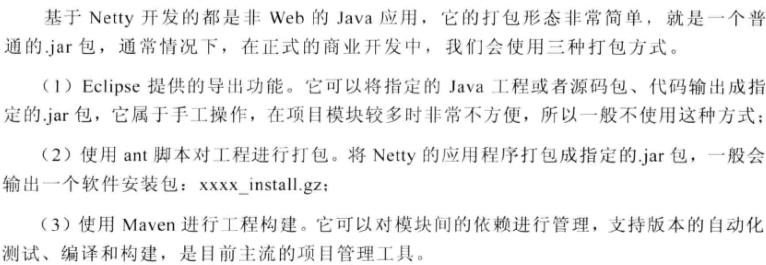 基于 Netty 开发的都是非 Web 的 Java 应用，它的打包形态非常简单，就是一个普
通的.jar 包，通常情况下，在正式的商业开发中，我们会使用三种打包方式。
（1）Eclipse 提供的导出功能。它可以将指定的 Java 工程或者源码包、代码输出成指
定的.jar 包，它属于手工操作，在项目模块较多时非常不方便，所以一般不使用这种方式；
（2）使用 ant 脚本对工程进行打包。将 Netty 的应用程序打包成指定的.jar 包，一般会
输出一个软件安装包：xxxx_install.gz；
（3）使用 Maven 进行工程构建。它可以对模块间的依赖进行管理，支持版本的自动化
测试、编译和构建，是目前主流的项目管理工具。